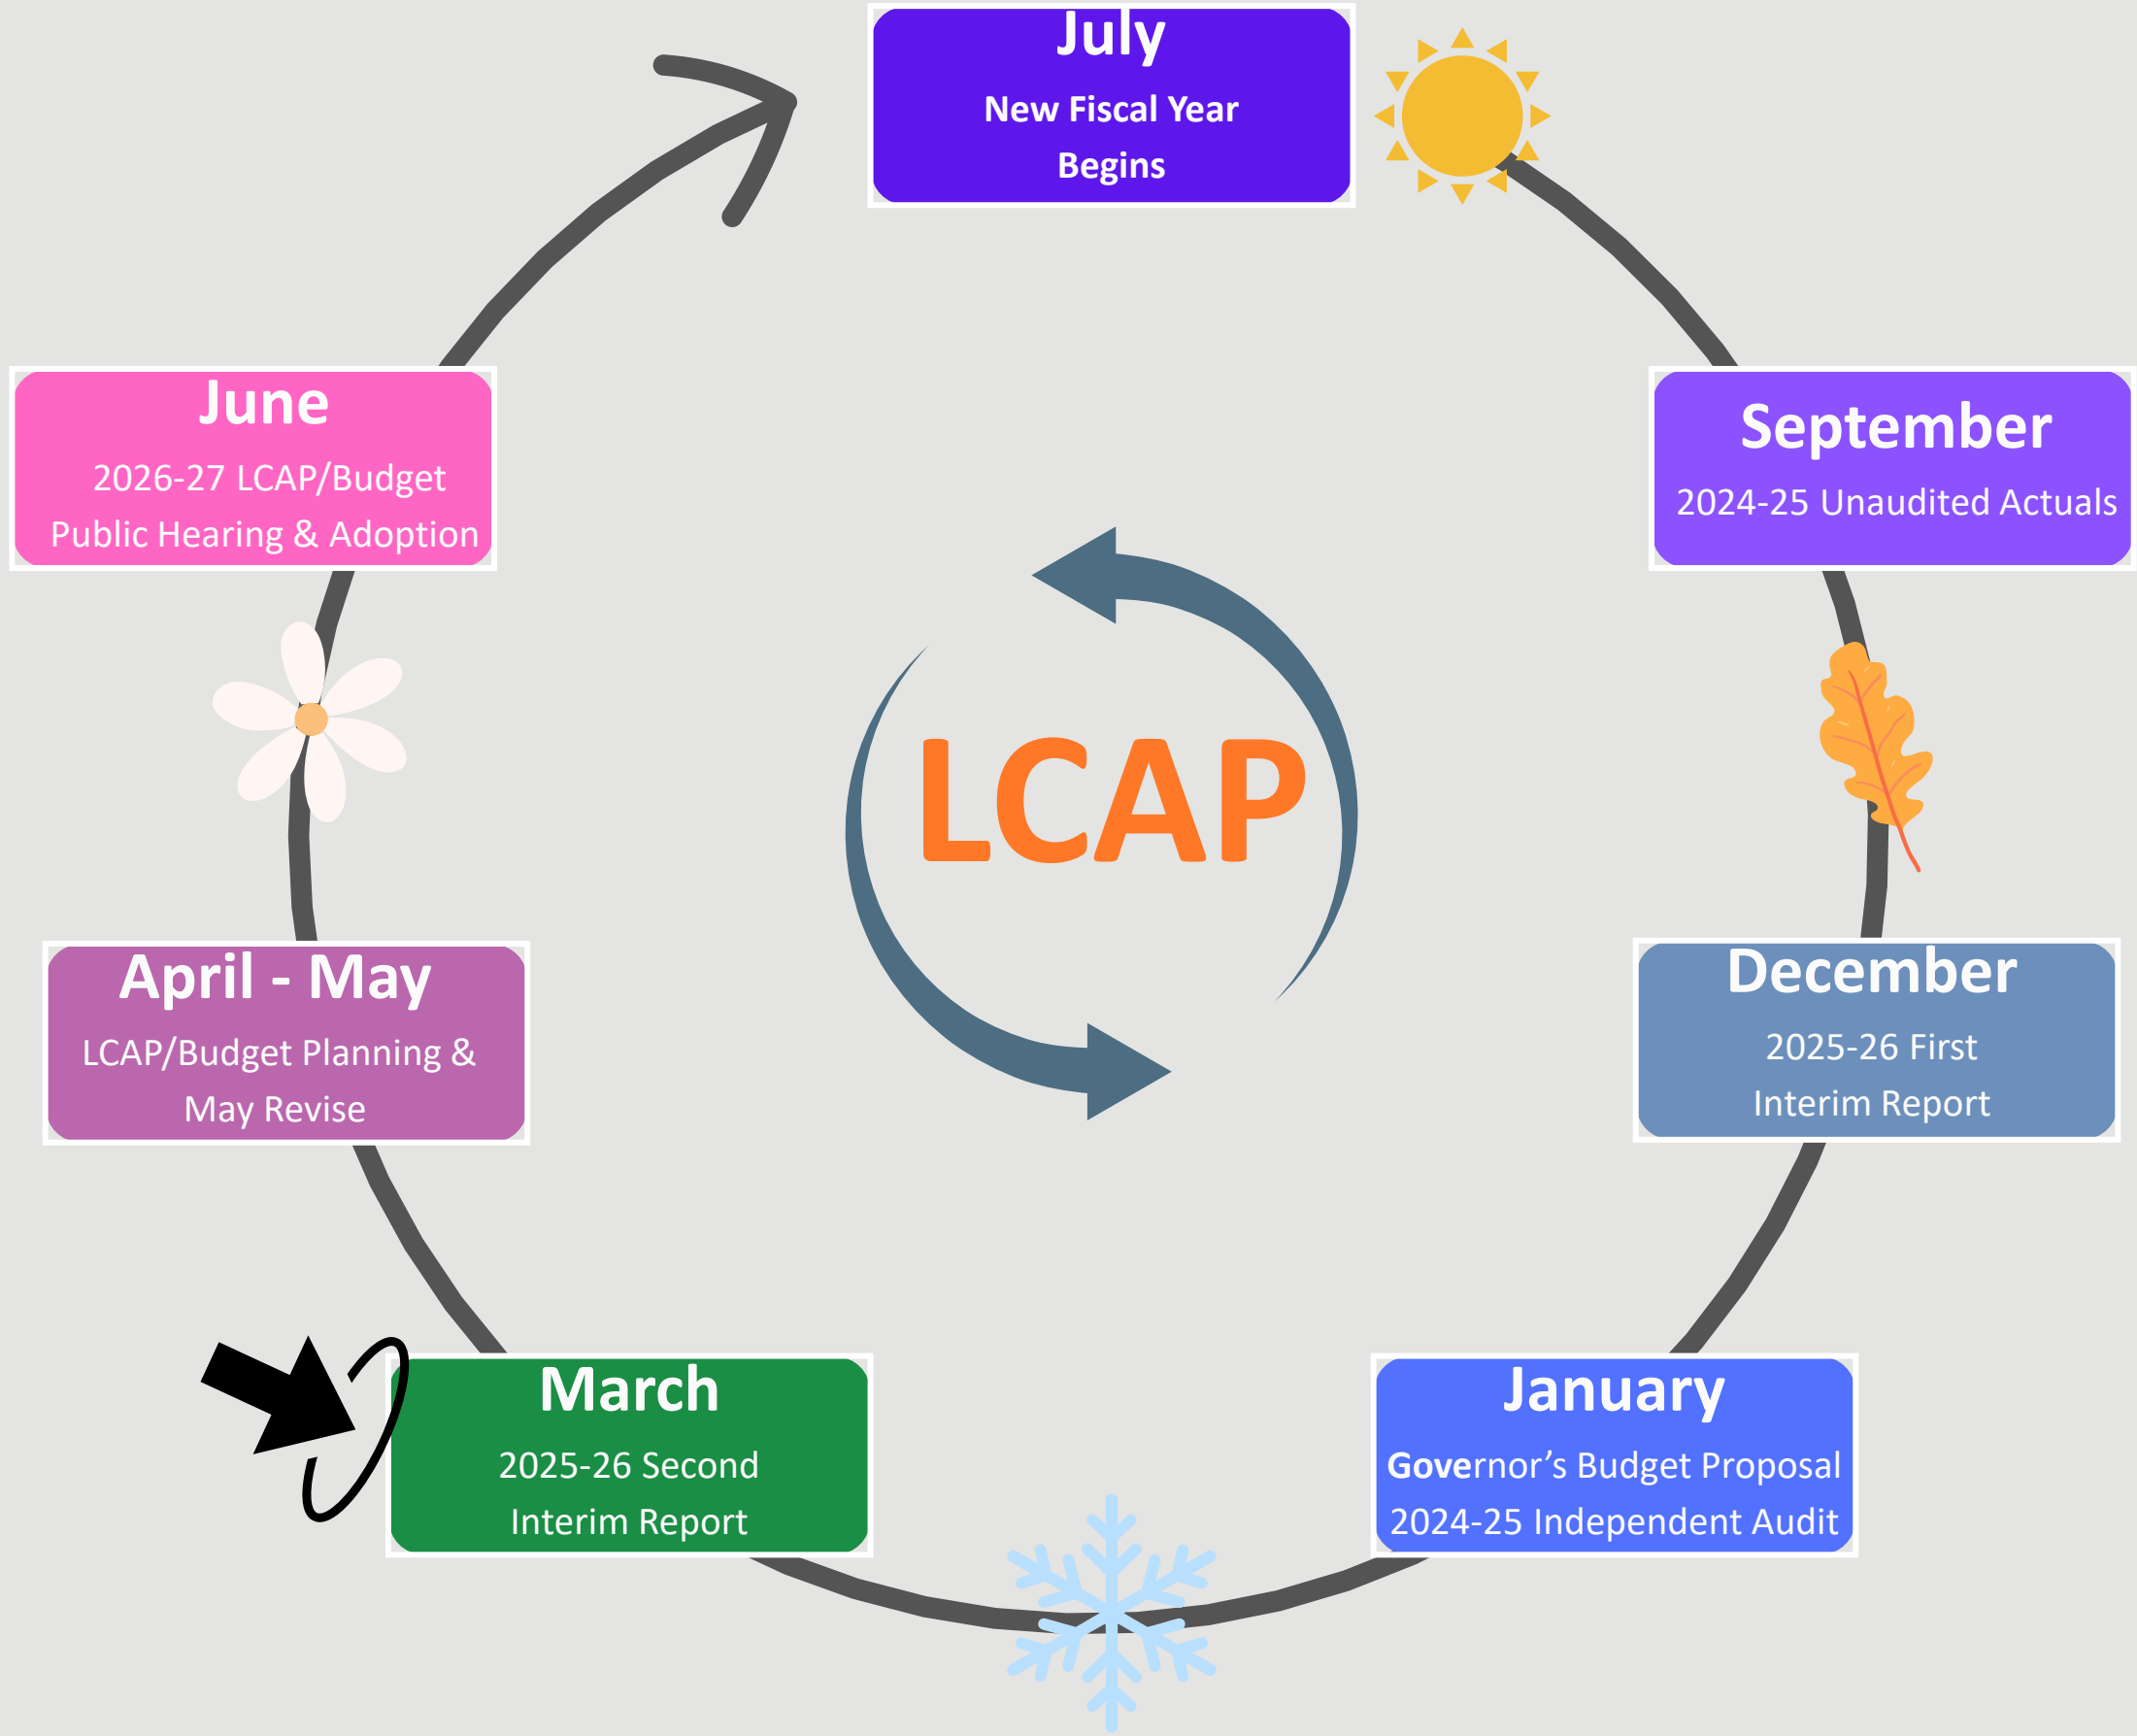 July
New Fiscal Year
Begins
September
2024-25 Unaudited Actuals
December
2025-26 First
Interim Report
January
Governor’s Budget Proposal
2024-25 Independent Audit
March
2025-26 Second
Interim Report
April - May
LCAP/Budget Planning &
May Revise
June
2026-27 LCAP/Budget
Public Hearing & Adoption
LCAP